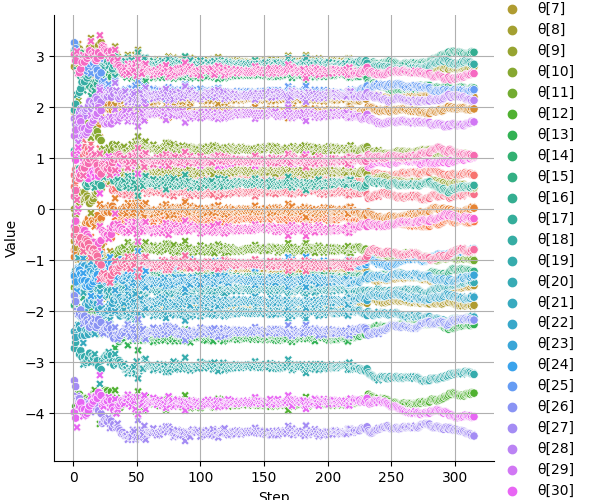 3
2
1
0
−1
−2
−3
−4
Value
0
50
100
150
200
250
300
Step
θ[7]
θ[8]
θ[9]
θ[10]
θ[11]
θ[12]
θ[13]
θ[14]
θ[15]
θ[16]
θ[17]
θ[18]
θ[19]
θ[20]
θ[21]
θ[22]
θ[23]
θ[24]
θ[25]
θ[26]
θ[27]
θ[28]
θ[29]
θ[30]